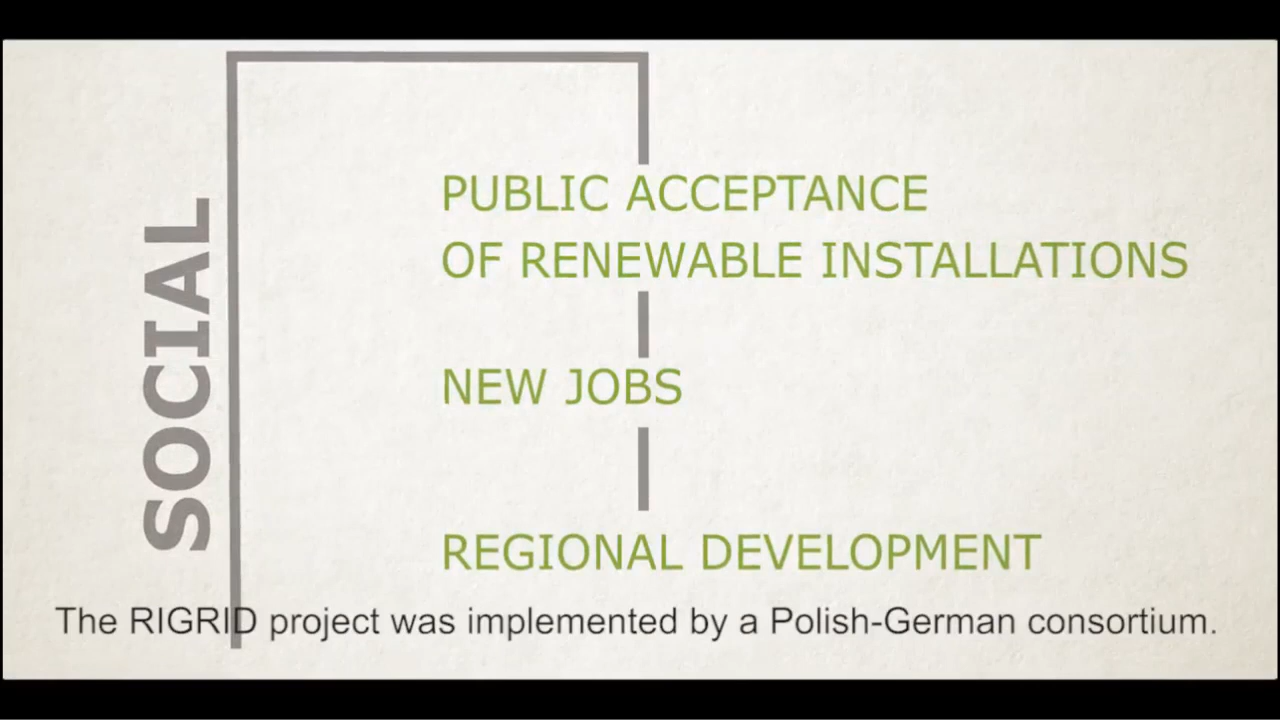 SOCIAL
PUBLIC ACCEPTANCE
OF RENEWABLE INSTALLATIONS
NEW JOBS
REGIONAL DEVELOPMENT
The RIGRID project was implemented by a Polish-German consortium.